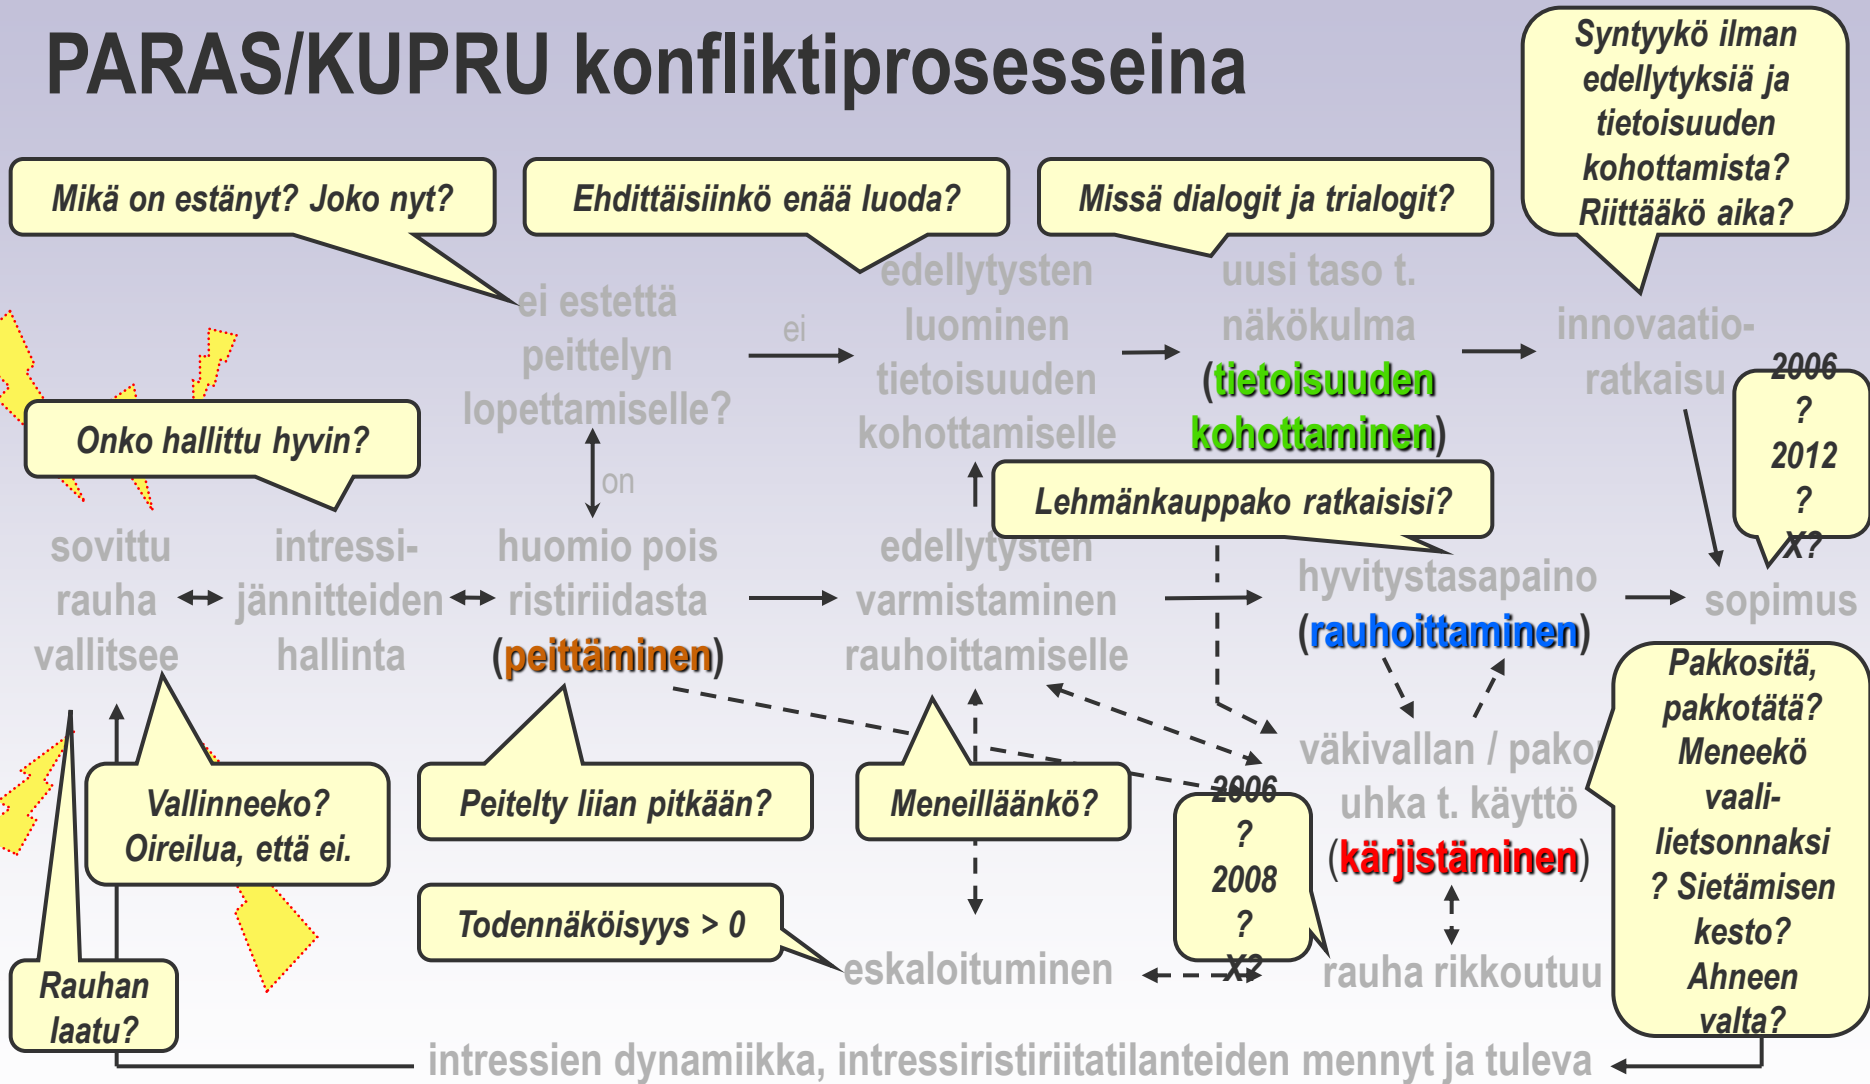 PARAS/KUPRU konfliktiprosesseina
Syntyykö ilman
edellytyksiä ja
tietoisuuden
kohottamista?
Riittääkö aika?
Mikä on estänyt? Joko nyt?
Ehdittäisiinkö enää luoda?
Missä dialogit ja trialogit?
ei estettä
peittelyn
lopettamiselle?
ei
edellytysten
luominen
tietoisuuden
kohottamiselle
uusi taso t.
näkökulma
(tietoisuuden
kohottaminen)
innovaatio-
ratkaisu
2006
?
2012
?
X?
Onko hallittu hyvin?
on
Lehmänkauppako ratkaisisi?
sovittu
rauha
vallitsee
intressi-
jännitteiden
hallinta
huomio pois
ristiriidasta
(peittäminen)
edellytysten
varmistaminen
rauhoittamiselle
hyvitystasapaino
(rauhoittaminen)
sopimus
Vallinneeko?
Oireilua, että ei.
Peitelty liian pitkään?
Meneilläänkö?
2006
?
2008
?
X?
väkivallan / pakon
uhka t. käyttö
(kärjistäminen)
Pakkositä,
pakkotätä?
Meneekö
vaali-
lietsonnaksi
? Sietämisen
kesto?
Ahneen
valta?
Todennäköisyys > 0
eskaloituminen
rauha rikkoutuu
Rauhan
laatu?
intressien dynamiikka, intressiristiriitatilanteiden mennyt ja tuleva